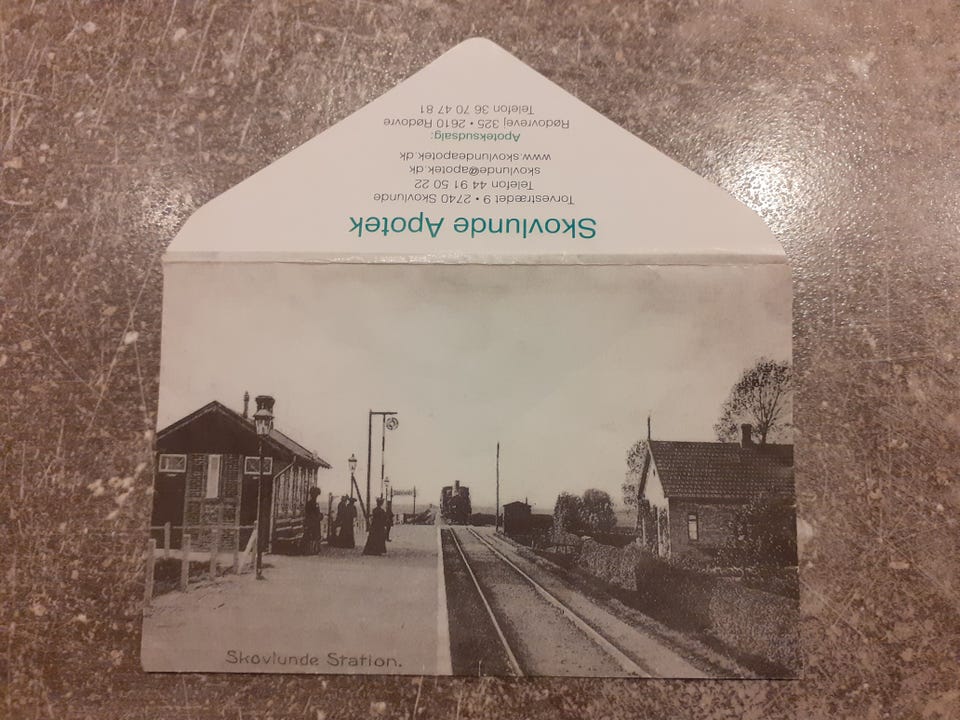 Skovlunde Apotek
Torvestrædet 9 • 2740 Skovlunde
Telefon 44 91 50 22
skovlunde@apotek.dk
www.skovlundeapotek.dk
Apoteksudsalg:
Rødovrevej 325 • 2610 Rødovre
Telefon 36 70 47 81
Skovlunde Station.